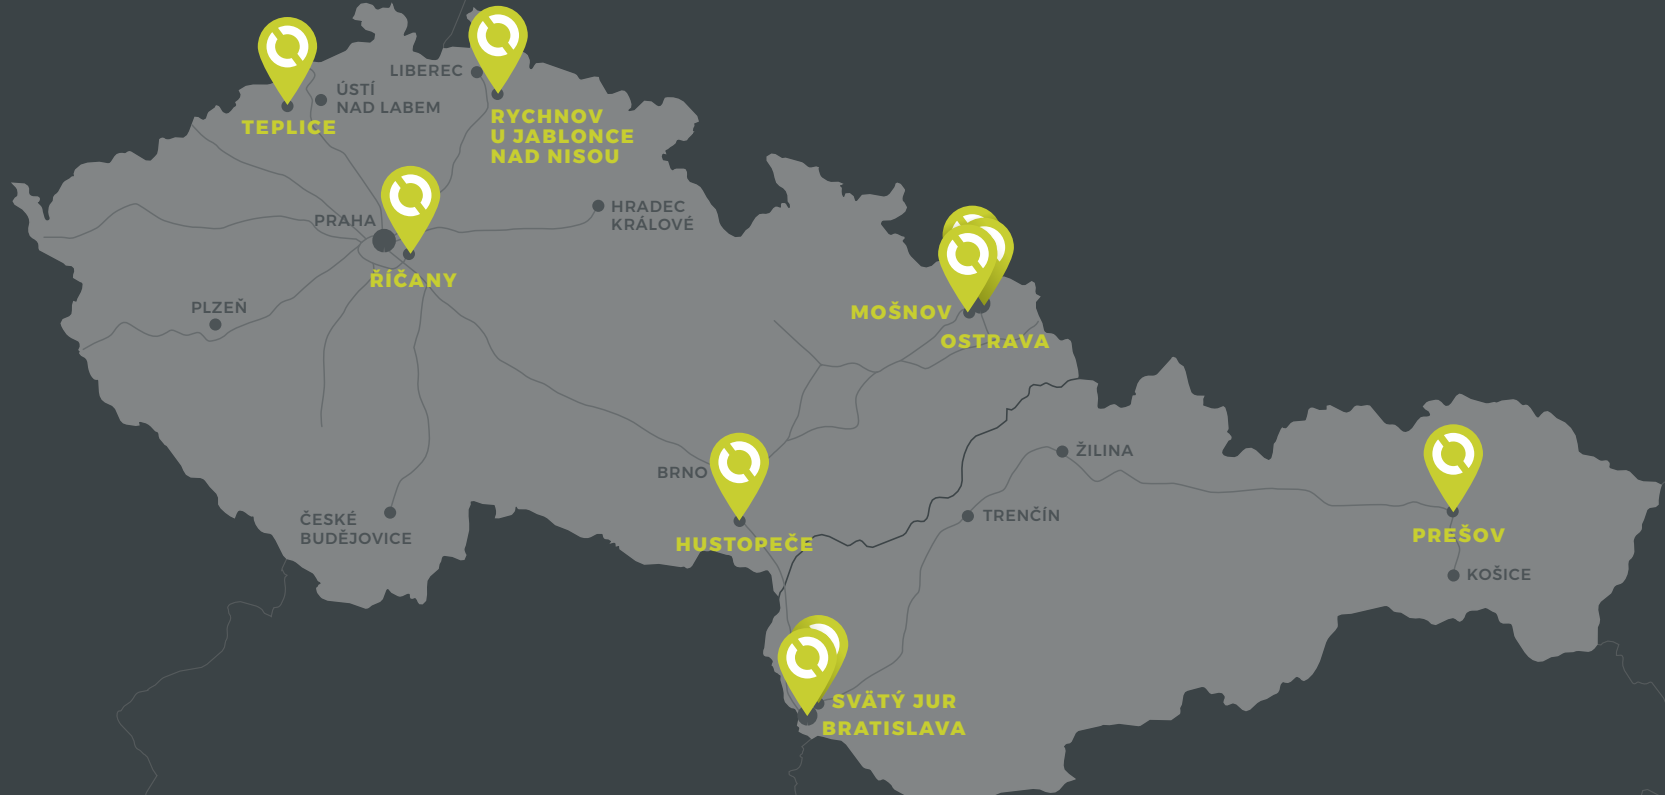 LIBEREC
ÚSTÍ
NAD LABEM
TEPLICE
RYCHNOV
U JABLONCE
NAD NISOU
PRAHA
HRADEC
KRÁLOVÉ
ŘÍČANY
PLZEŇ
MOŠNOV
OSTRAVA
ŽILINA
BRNO
ČESKÉ
BUDĚJOVICE
TRENČÍN
HUSTOPEČE
PREŠOV
KOŠICE
SVÄTÝ JUR
BRATISLAVA